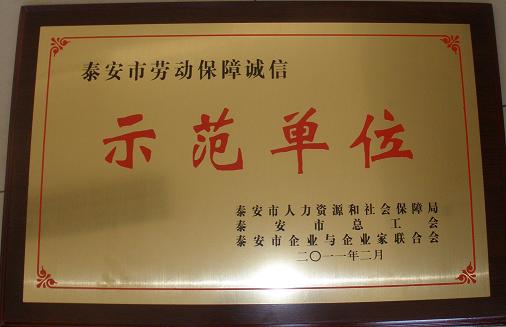 泰安市劳动保障诚信
示范单位
泰安市人力资源和社会保障局
泰安市总工会
泰安市企业与企业家联合会
二〇一一年二月